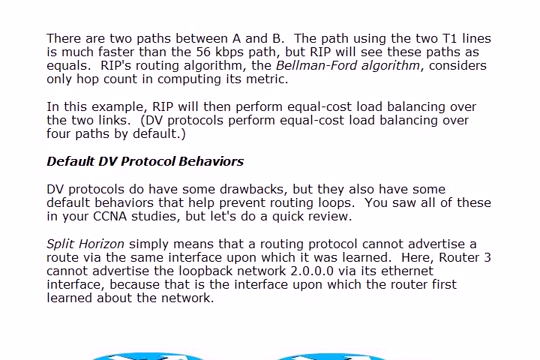 There are two paths between A and B.  The path using the two T1 lines
is much faster than the 56 kbps path, but RIP will see these paths as
equals.  RIP's routing algorithm, the Bellman-Ford algorithm, considers
only hop count in computing its metric.
In this example, RIP will then perform equal-cost load balancing over
the two links.  (DV protocols perform equal-cost load balancing over
four paths by default.)
Default DV Protocol Behaviors
DV protocols do have some drawbacks, but they also have some
default behaviors that help prevent routing loops.  You saw all of these
in your CCNA studies, but let's do a quick review.
Split Horizon simply means that a routing protocol cannot advertise a
route via the same interface upon which it was learned.  Here, Router 3
cannot advertise the loopback network 2.0.0.0 via its ethernet
interface, because that is the interface upon which the router first
learned about the network.